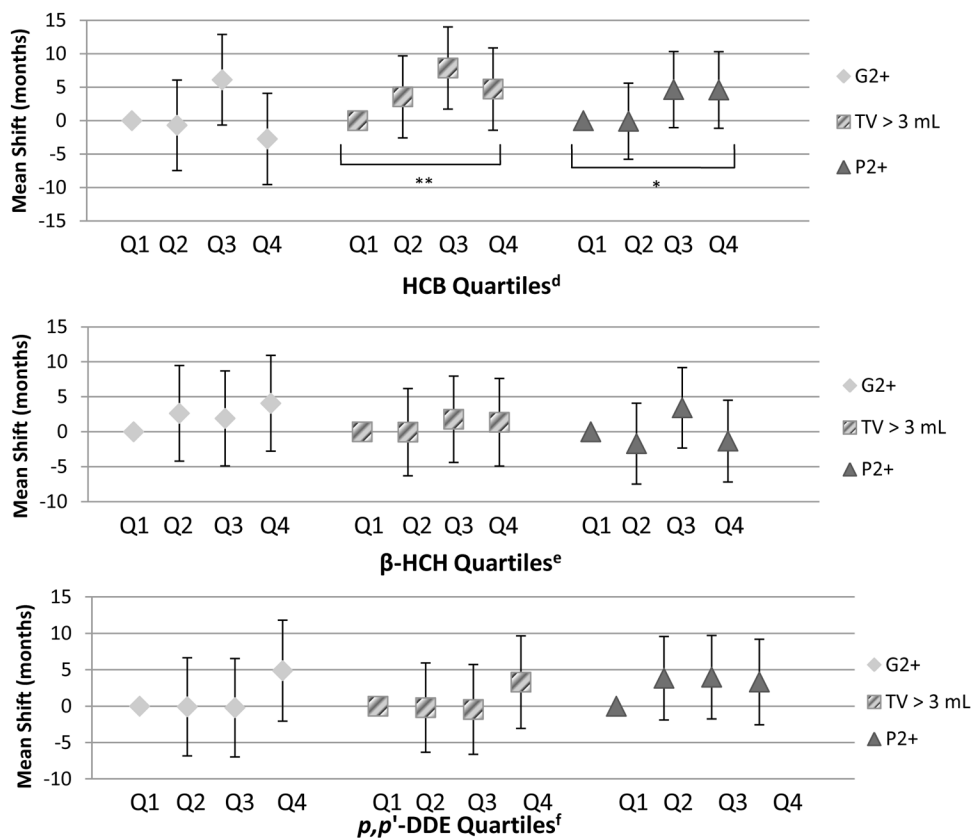 15
10
5
0
-5
-10
-15
Mean Shift (months)
**
*
Q1 Q2 Q3 Q4 Q1 Q2 Q3 Q4 Q1 Q2 Q3 Q4
HCB Quartilesᵈ
G2+
TV > 3 mL
P2+
15
10
5
0
-5
-10
Mean Shift (months)
Q1 Q2 Q3 Q4 Q1 Q2 Q3 Q4 Q1 Q2 Q3 Q4
β-HCH Quartilesᵉ
G2+
TV > 3 mL
P2+
15
10
5
0
-5
-10
Mean Shift (months)
Q1 Q2 Q3 Q4 Q1 Q2 Q3 Q4 Q1 Q2 Q3 Q4
p,p'-DDE Quartilesᶠ
G2+
TV > 3 mL
P2+